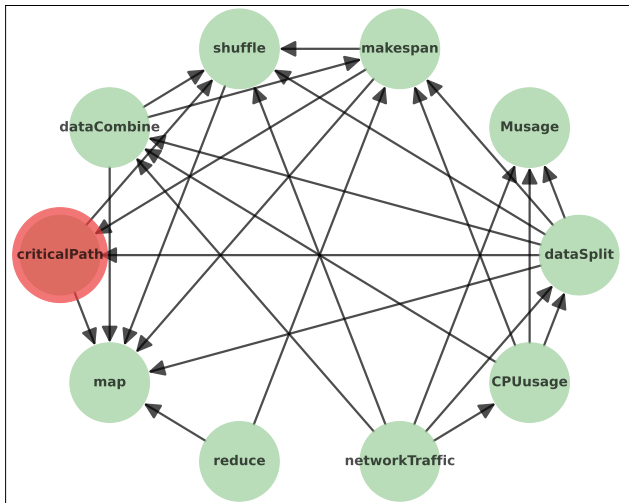 shuffle
makespan
dataCombine
Musage
criticalPath
dataSplit
map
CPUusage
reduce
networkTraffic